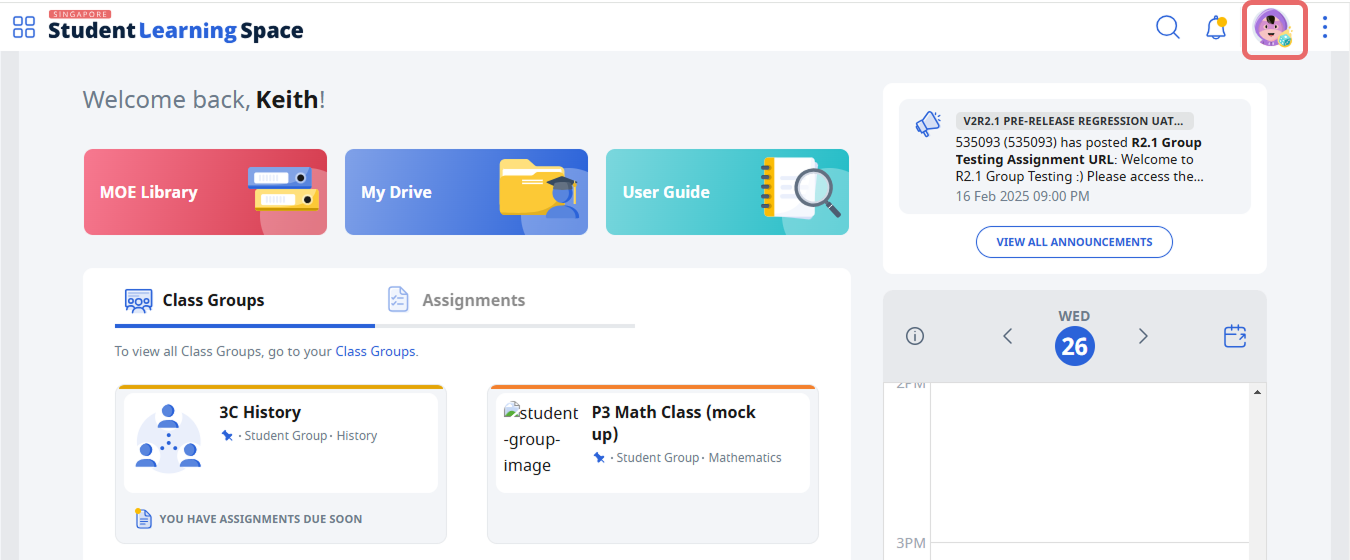 SINGAPORE
Student Learning Space
Welcome back, Keith!
MOE Library
My Drive
User Guide
Class Groups
Assignments
To view all Class Groups, go to your Class Groups.
3C History
· Student Group · History
YOU HAVE ASSIGNMENTS DUE SOON
student
-group-
image
P3 Math Class (mock
up)
· Student Group · Mathematics
V2R2.1 PRE-RELEASE REGRESSION UAT...
535093 (535093) has posted R2.1 Group
Testing Assignment URL: Welcome to
R2.1 Group Testing :) Please access the...
16 Feb 2025 09:00 PM
VIEW ALL ANNOUNCEMENTS
WED
26
2PM
3PM